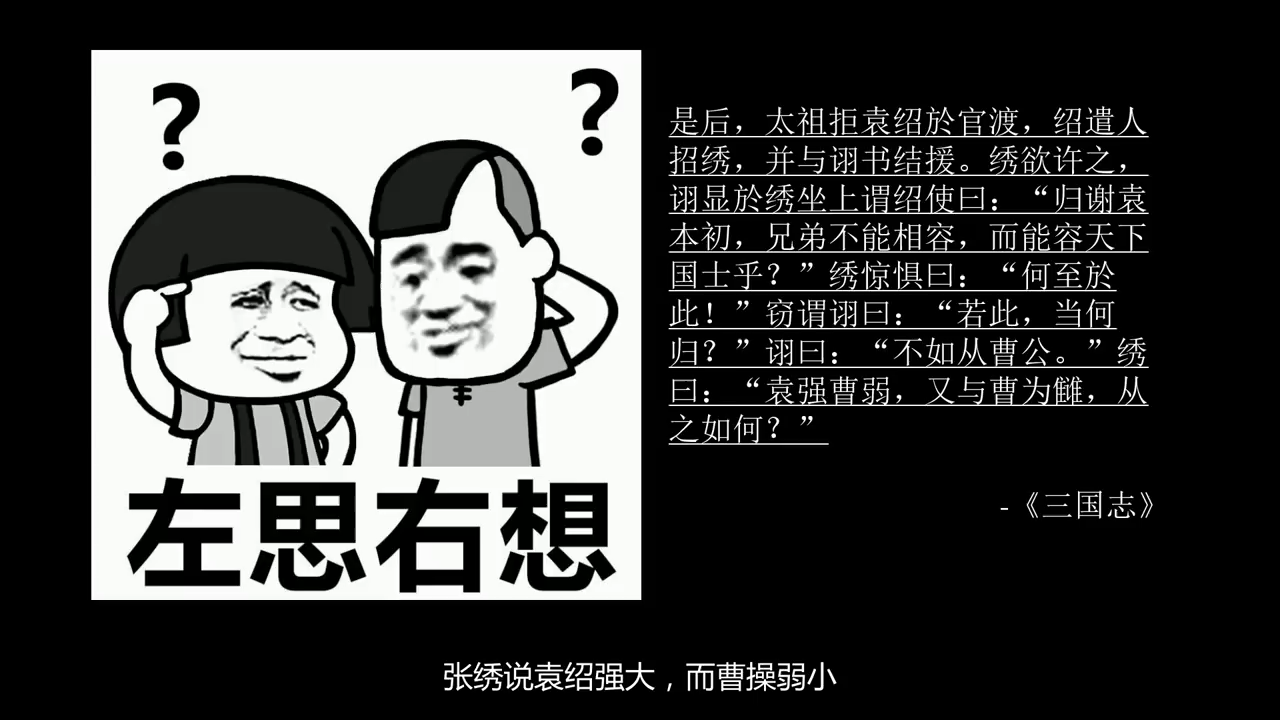 ？ ？
左思右想
是后，太祖拒袁绍於官渡，绍遣人
招绣，并与诩书结援。绣欲许之，
诩显於绣坐上谓绍使曰：“归谢袁
本初，兄弟不能相容，而能容天下
国士乎？”绣惊惧曰：“何至於
此！”窃谓诩曰：“若此，当何
归？”诩曰：“不如从曹公。”绣
曰：“袁强曹弱，又与曹为雠，从
之如何？”
-《三国志》
张绣说袁绍强大，而曹操弱小